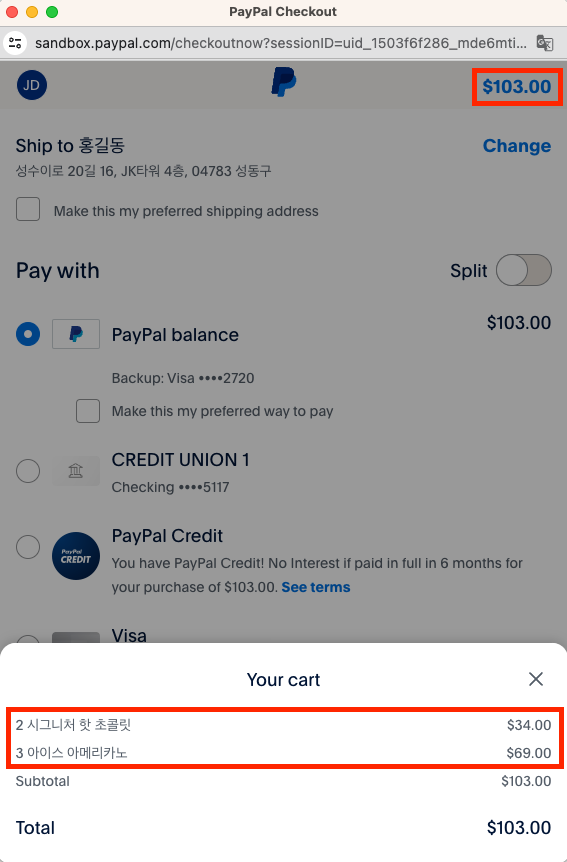 PayPal Checkout
sandbox.paypal.com/checkoutnow?sessionID=uid_1503f6f286_mde6mti...
JD
$103.00
Ship to 홍길동
Change
성수이로 20길 16, JK타워 4층, 04783 성동구
Make this my preferred shipping address
Pay with
Split
PayPal balance
$103.00
Backup: Visa ••••2720
Make this my preferred way to pay
CREDIT UNION 1
Checking ••••5117
PayPal Credit
PayPal
CREDIT
You have PayPal Credit! No Interest if paid in full in 6 months for
your purchase of $103.00. See terms
Visa
Your cart
2 시그니처 핫 초콜릿 $34.00
3 아이스 아메리카노 $69.00
Subtotal $103.00
Total $103.00